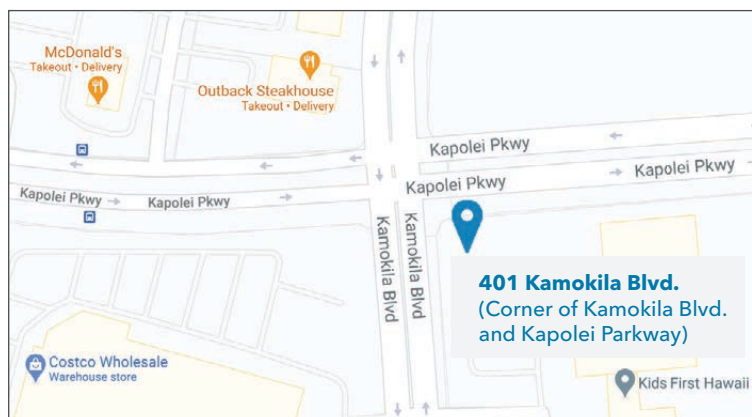 McDonald's
Takeout • Delivery
Outback Steakhouse
Takeout • Delivery
Kapolei Pkwy
Kapolei Pkwy
Kapolei Pkwy
Kapolei Pkwy
Kapolei Pkwy
Kamokila Blvd
Kamokila Blvd
401 Kamokila Blvd.
(Corner of Kamokila Blvd.
and Kapolei Parkway)
Costco Wholesale
Warehouse store
Kids First Hawaii